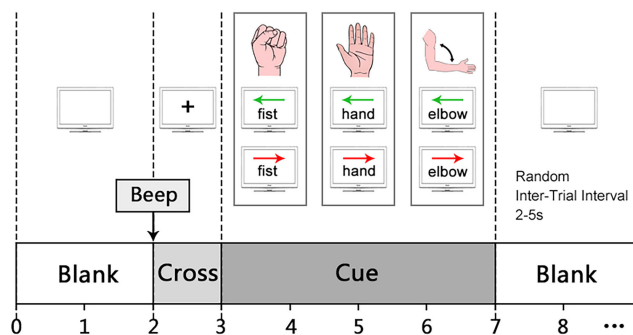 +
fist
hand
elbow
fist
hand
elbow
Random
Inter-Trial Interval
2-5s
Beep
Blank
Cross
Cue
Blank
0 1 2 3 4 5 6 7 8 •••